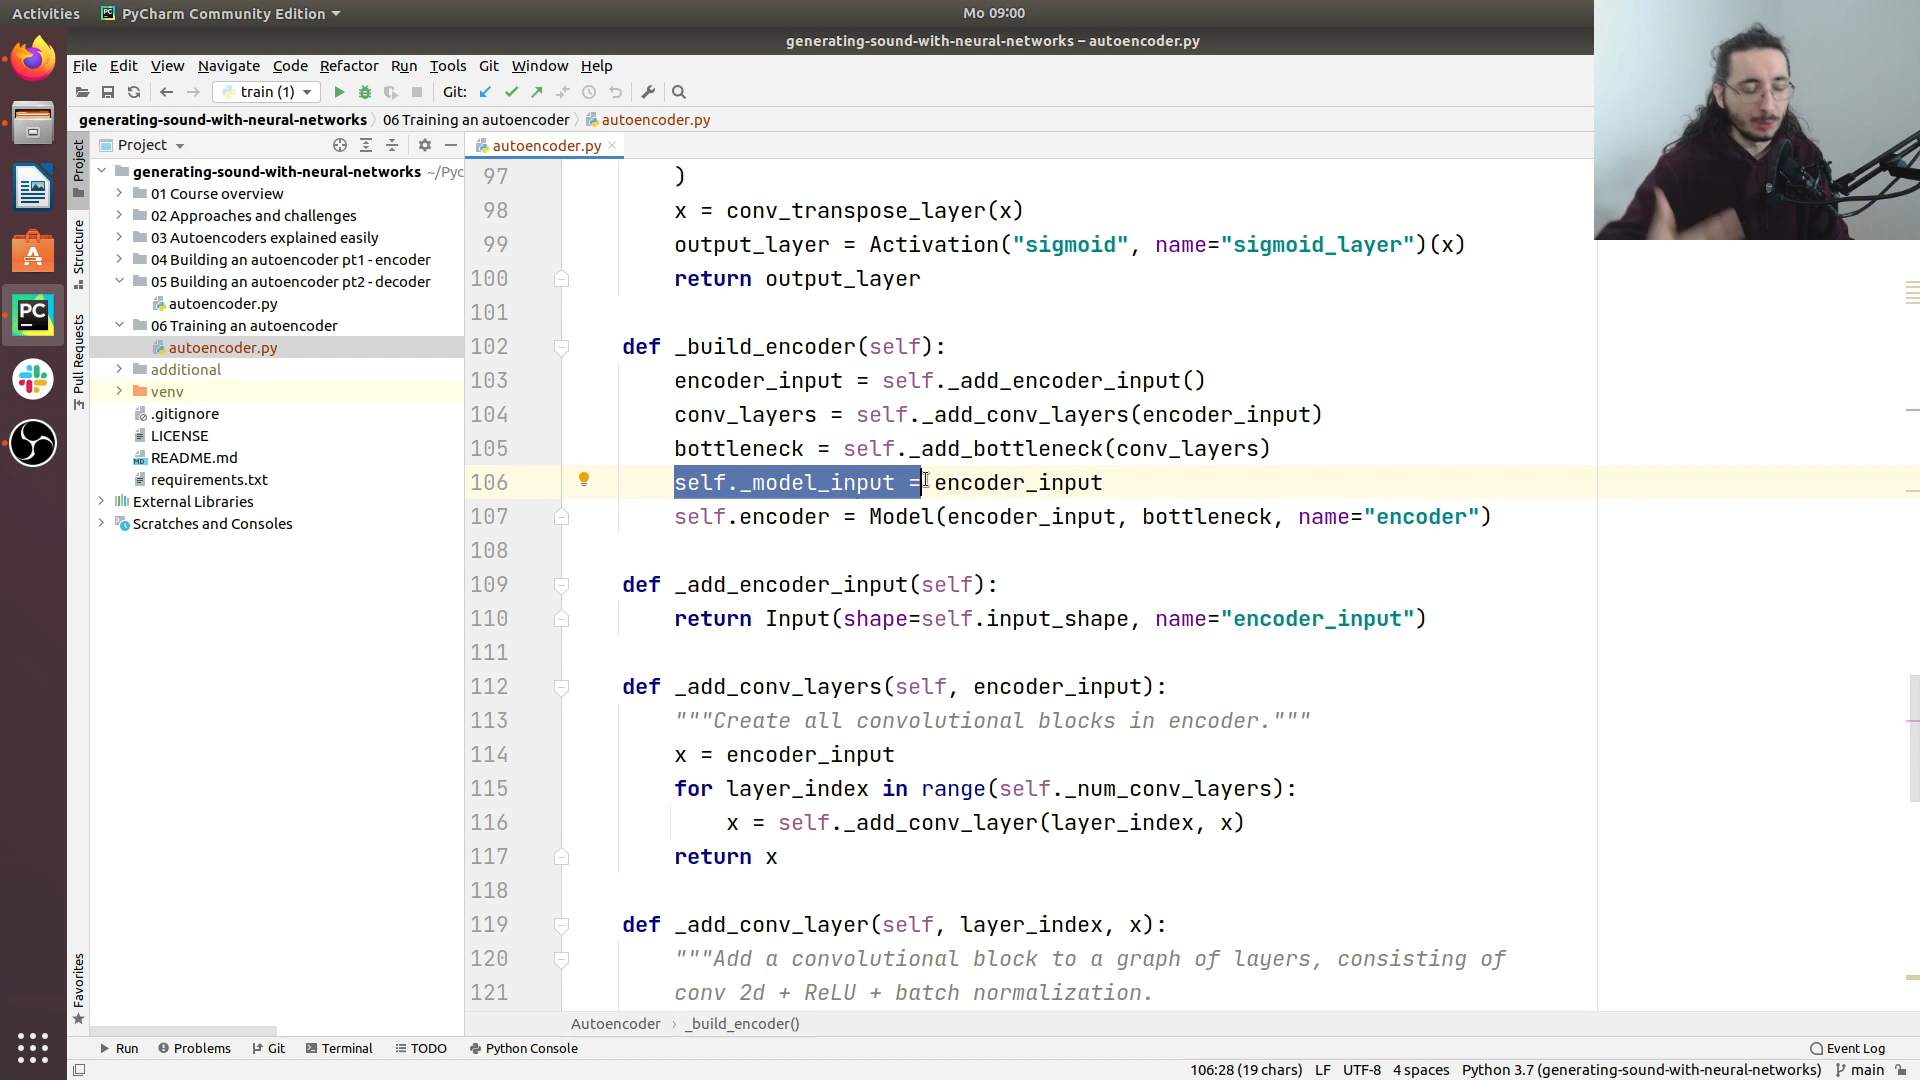 Activities
PyCharm Community Edition
Mo 09:00
generating-sound-with-neural-networks – autoencoder.py
File Edit View Navigate Code Refactor Run Tools Git Window Help
train (1)
Git:
generating-sound-with-neural-networks 06 Training an autoencoder autoencoder.py
Project
autoencoder.py
generating-sound-with-neural-networks ~/Pyc
01 Course overview
02 Approaches and challenges
03 Autoencoders explained easily
04 Building an autoencoder pt1 - encoder
05 Building an autoencoder pt2 - decoder
autoencoder.py
06 Training an autoencoder
autoencoder.py
additional
venv
.gitignore
LICENSE
README.md
requirements.txt
External Libraries
Scratches and Consoles
Project
Structure
Pull Requests
Favorites
97 )
98 x = conv_transpose_layer(x)
99 output_layer = Activation("sigmoid", name="sigmoid_layer")(x)
100 return output_layer
101
102 def _build_encoder(self):
103 encoder_input = self._add_encoder_input()
104 conv_layers = self._add_conv_layers(encoder_input)
105 bottleneck = self._add_bottleneck(conv_layers)
106 self._model_input = encoder_input
107 self.encoder = Model(encoder_input, bottleneck, name="encoder")
108
109 def _add_encoder_input(self):
110 return Input(shape=self.input_shape, name="encoder_input")
111
112 def _add_conv_layers(self, encoder_input):
113 """Create all convolutional blocks in encoder."""
114 x = encoder_input
115 for layer_index in range(self._num_conv_layers):
116 x = self._add_conv_layer(layer_index, x)
117 return x
118
119 def _add_conv_layer(self, layer_index, x):
120 """Add a convolutional block to a graph of layers, consisting of
121 conv 2d + ReLU + batch normalization.
Autoencoder › _build_encoder()
Run Problems Git Terminal TODO Python Console
Event Log
106:28 (19 chars) LF UTF-8 4 spaces Python 3.7 (generating-sound-with-neural-networks) main